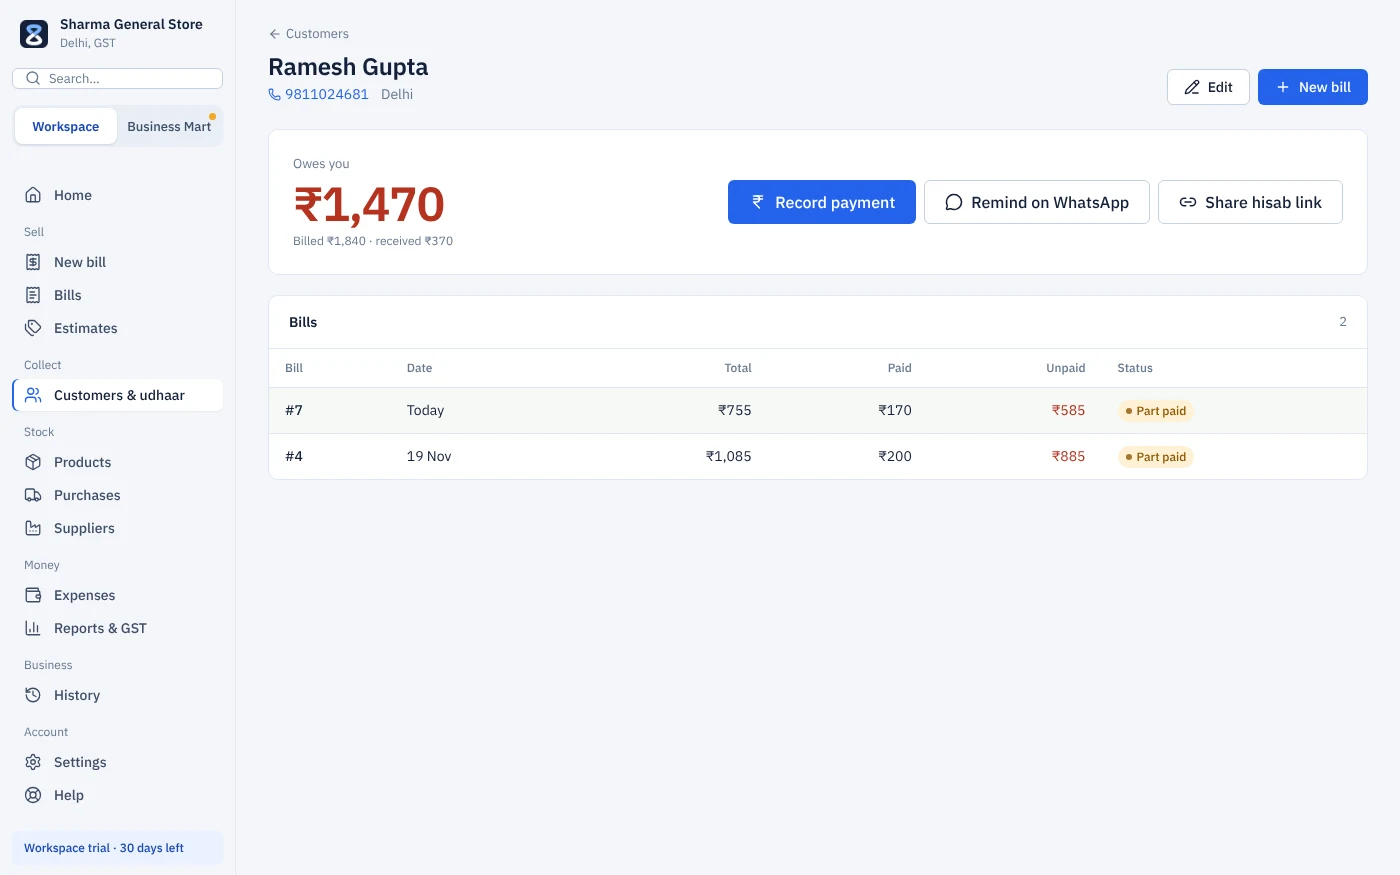 Sharma General Store
Delhi, GST
Search...
Workspace
Business Mart
Home
Sell
New bill
Bills
Estimates
Collect
Customers & udhaar
Stock
Products
Purchases
Suppliers
Money
Expenses
Reports & GST
Business
History
Account
Settings
Help
Workspace trial · 30 days left
Customers
Ramesh Gupta
9811024681 Delhi
Edit
New bill
Owes you
₹1,470
Billed ₹1,840 · received ₹370
Record payment
Remind on WhatsApp
Share hisab link
Bills 2
Bill Date Total Paid Unpaid Status
#7 Today ₹755 ₹170 ₹585 Part paid
#4 19 Nov ₹1,085 ₹200 ₹885 Part paid